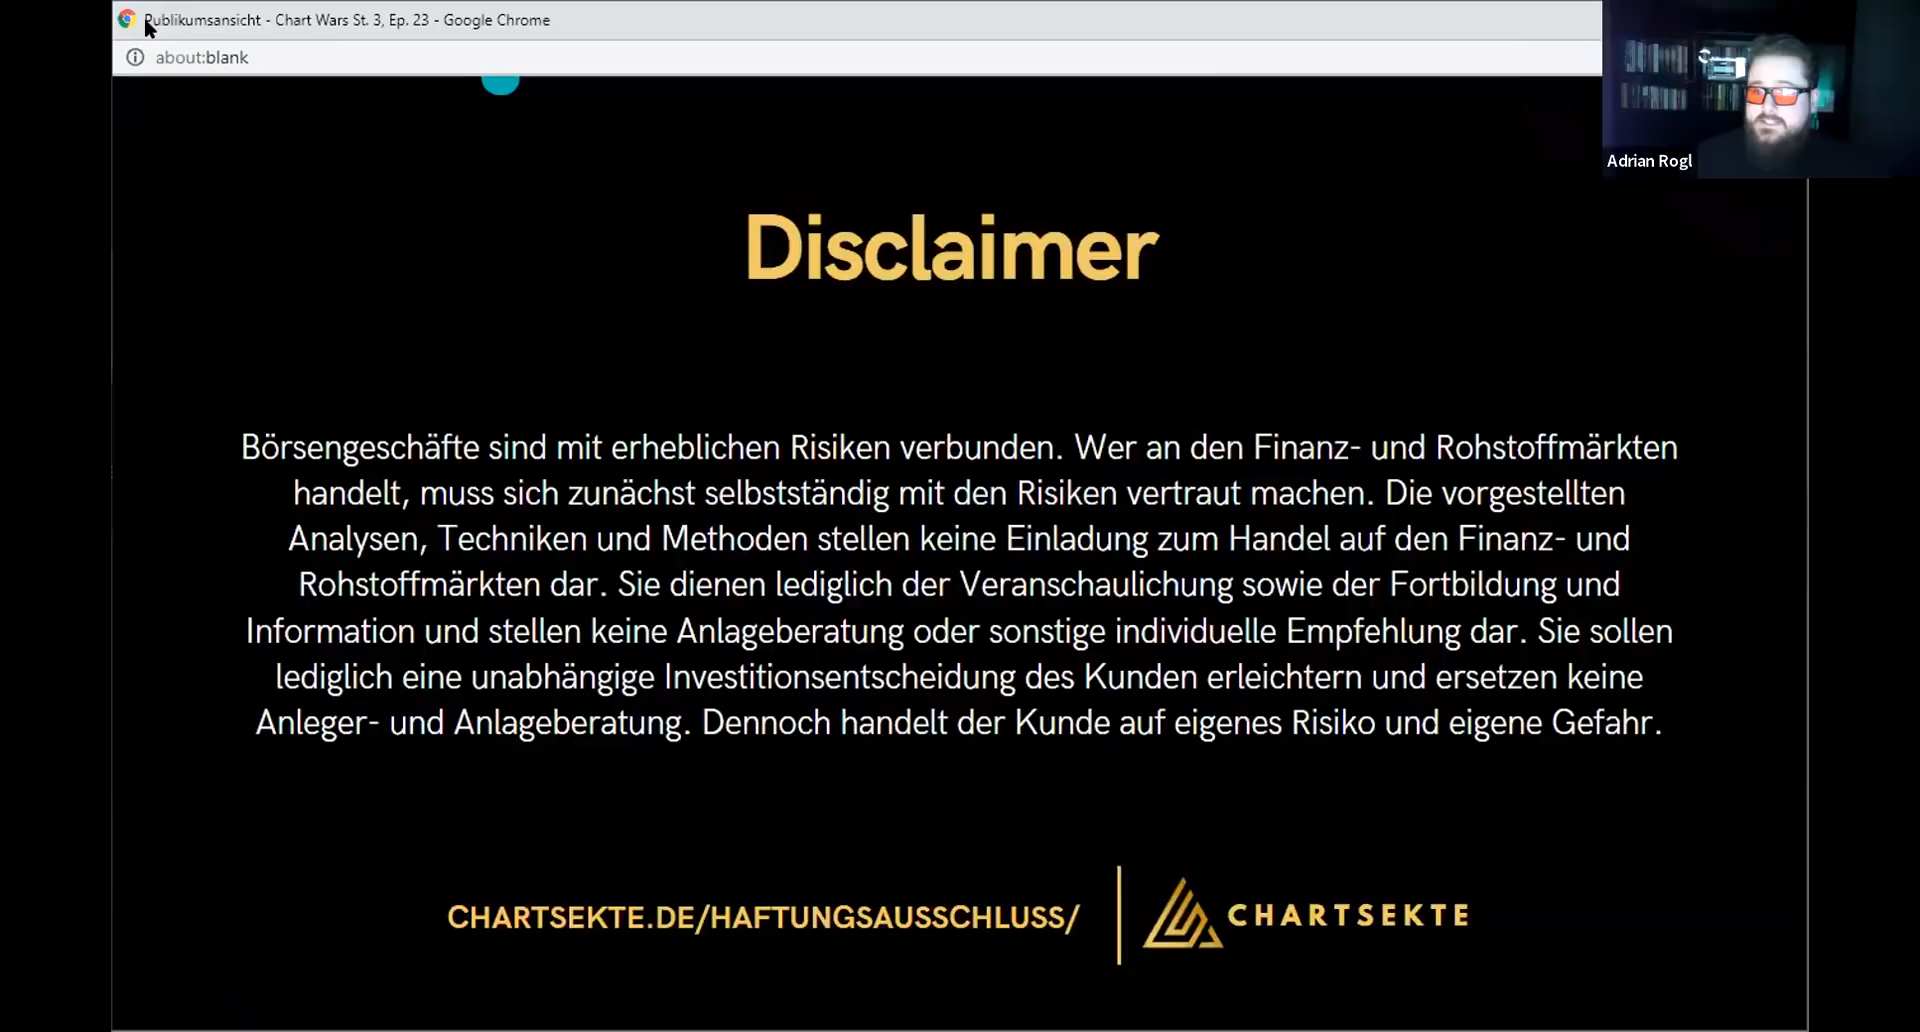 Publikumsansicht - Chart Wars St. 3, Ep. 23 - Google Chrome
about:blank
Adrian Rogl
Disclaimer
Börsengeschäfte sind mit erheblichen Risiken verbunden. Wer an den Finanz- und Rohstoffmärkten
handelt, muss sich zunächst selbstständig mit den Risiken vertraut machen. Die vorgestellten
Analysen, Techniken und Methoden stellen keine Einladung zum Handel auf den Finanz- und
Rohstoffmärkten dar. Sie dienen lediglich der Veranschaulichung sowie der Fortbildung und
Information und stellen keine Anlageberatung oder sonstige individuelle Empfehlung dar. Sie sollen
lediglich eine unabhängige Investitionsentscheidung des Kunden erleichtern und ersetzen keine
Anleger- und Anlageberatung. Dennoch handelt der Kunde auf eigenes Risiko und eigene Gefahr.
CHARTSEKTE.DE/HAFTUNGSAUSSCHLUSS/
CHARTSEKTE